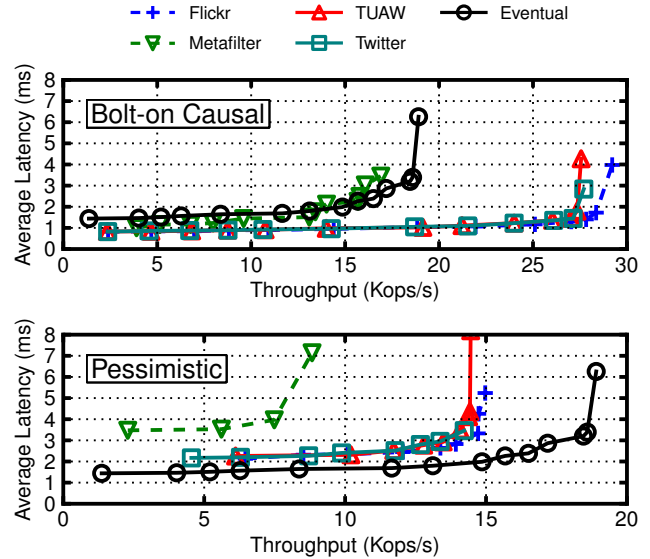 Flickr TUAW Eventual
Metafilter Twitter
8
7
6
5
4
3
2
1
0
Average Latency (ms)
Bolt-on Causal
0 5 10 15 20 25 30
Throughput (Kops/s)
8
7
6
5
4
3
2
1
0
Average Latency (ms)
Pessimistic
0 5 10 15 20
Throughput (Kops/s)